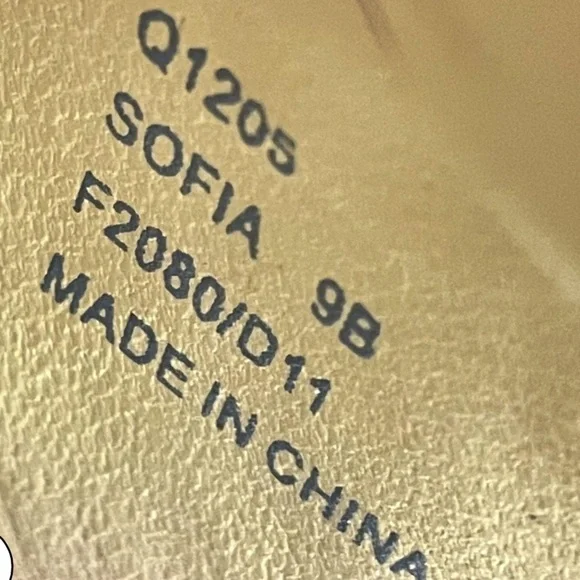 Q1205
SOFIA 9B
F2080/D11
MADE IN CHINA